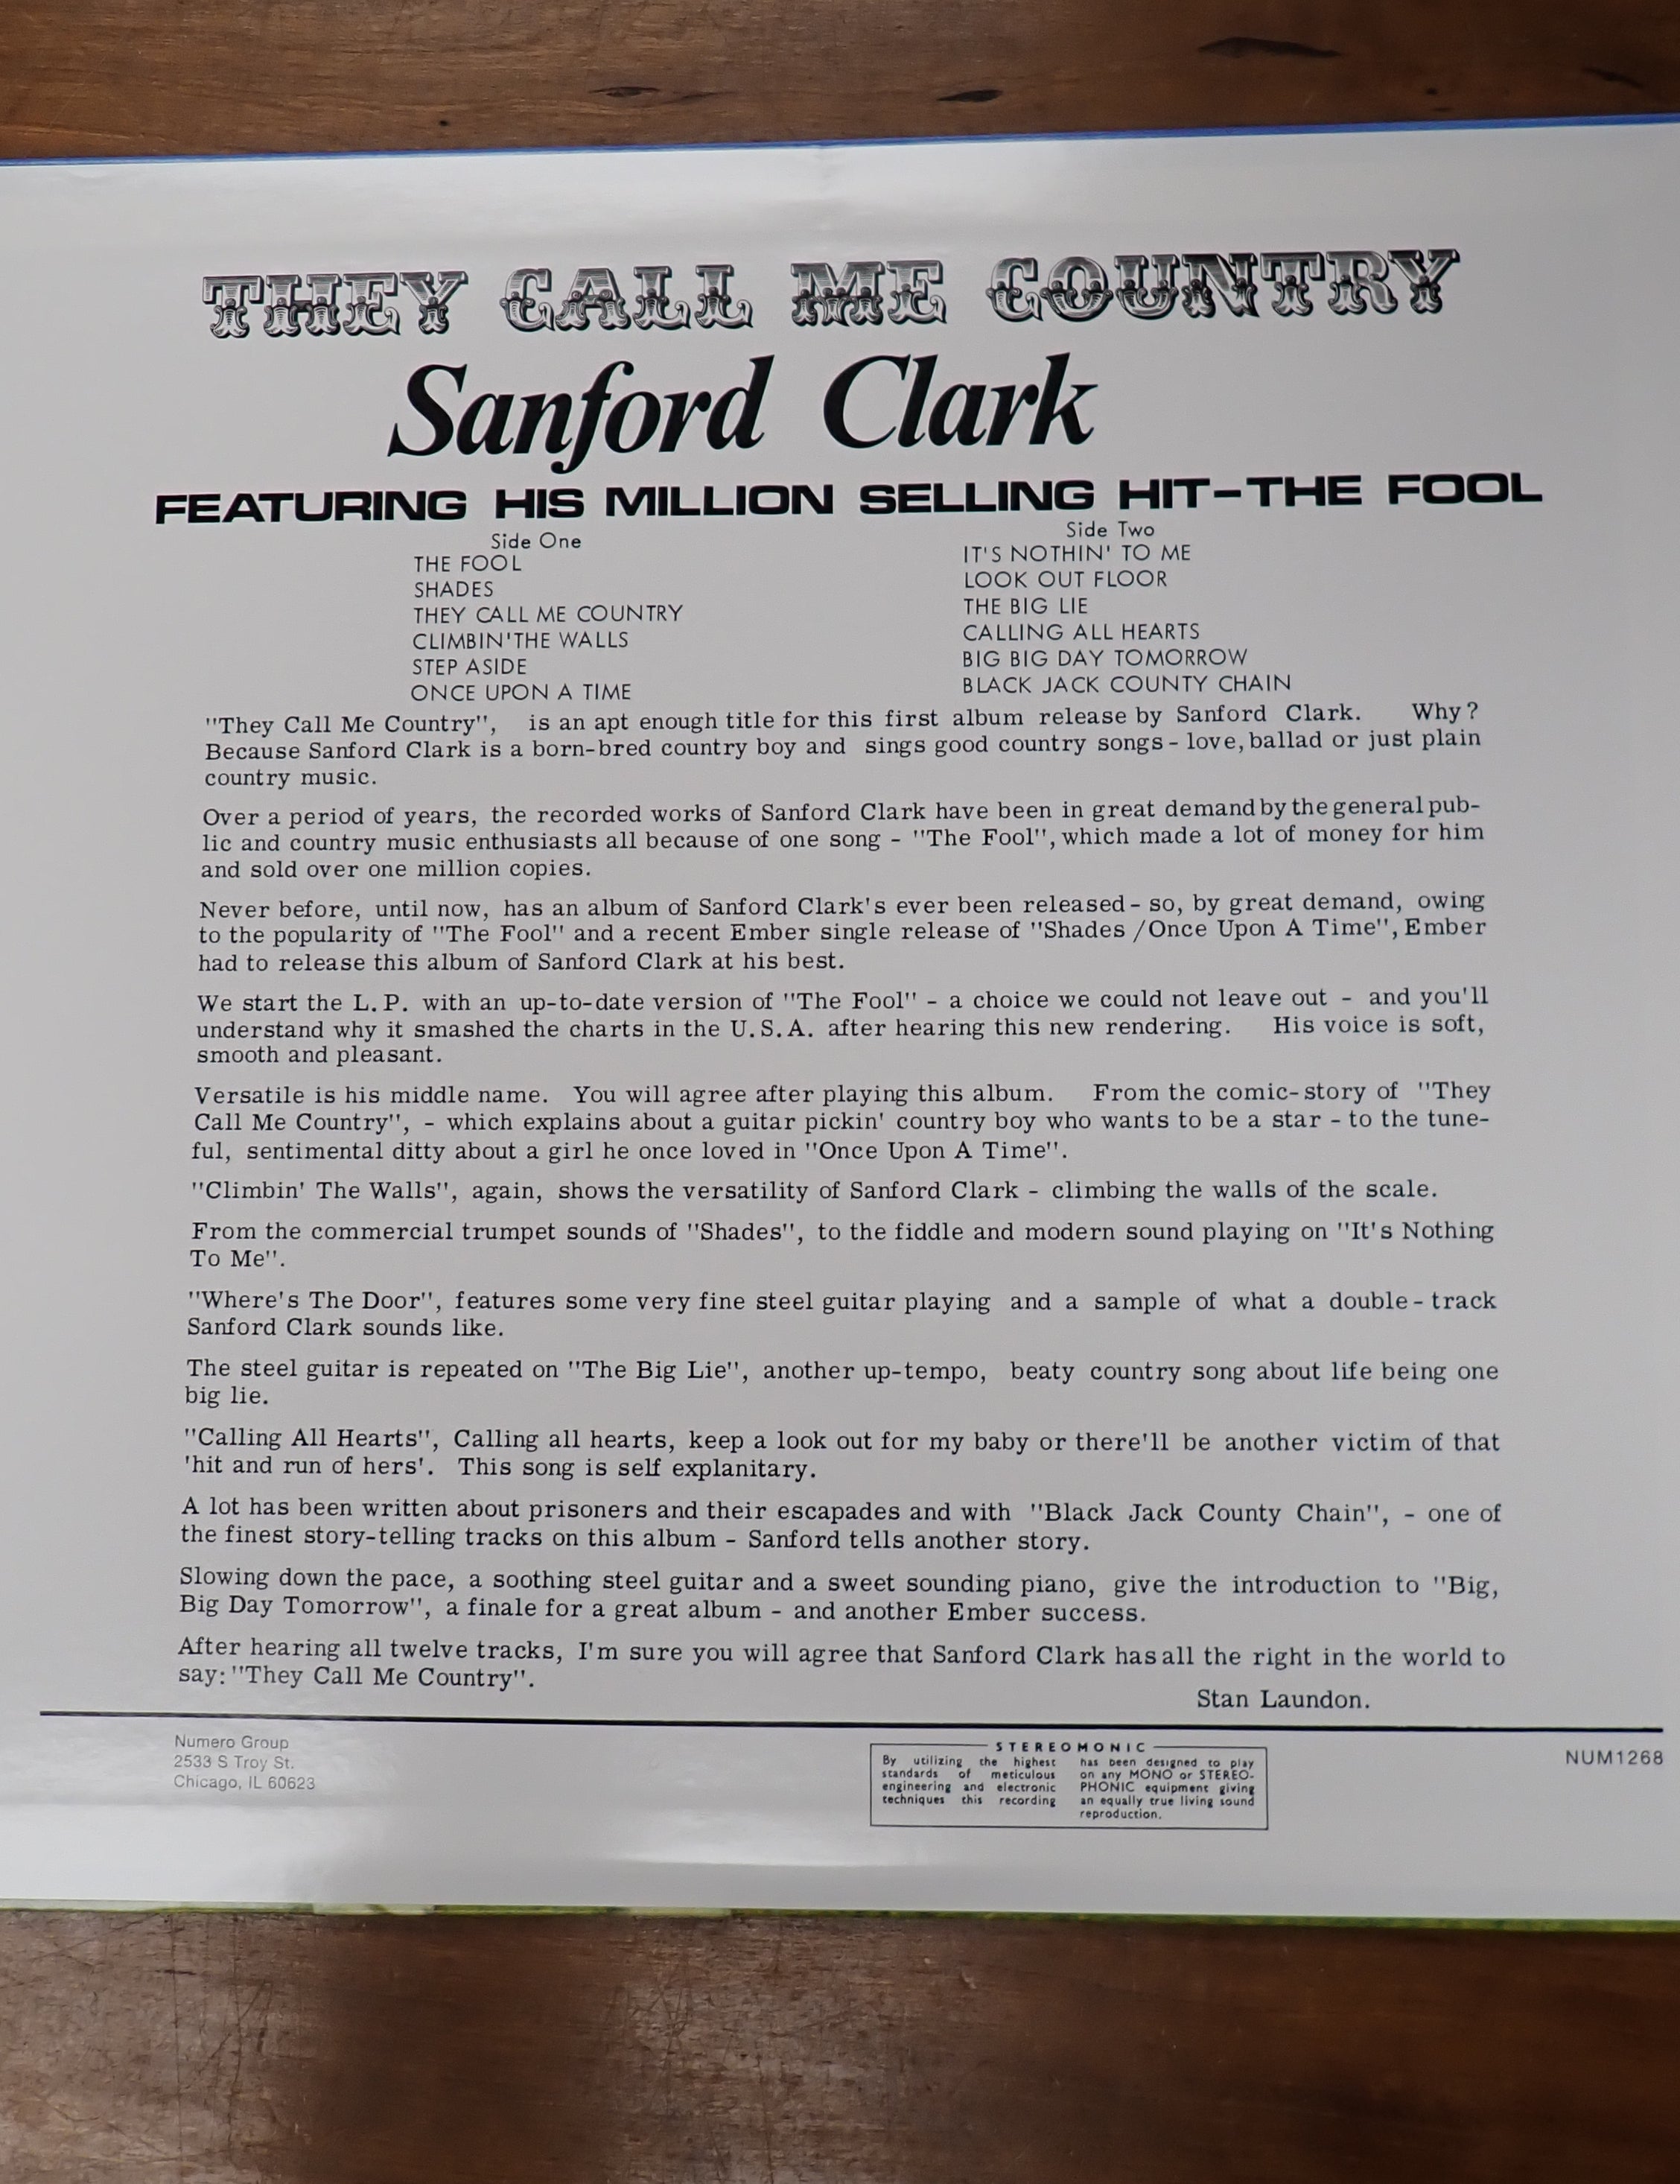 THEY CALL ME COUNTRY
Sanford Clark
FEATURING HIS MILLION SELLING HIT-THE FOOL
Side One
THE FOOL
SHADES
THEY CALL ME COUNTRY
CLIMBIN'THE WALLS
STEP ASIDE
ONCE UPON A TIME
Side Two
IT'S NOTHIN' TO ME
LOOK OUT FLOOR
THE BIG LIE
CALLING ALL HEARTS
BIG BIG DAY TOMORROW
BLACK JACK COUNTY CHAIN
"They Call Me Country", is an apt enough title for this first album release by Sanford Clark. Why?
Because Sanford Clark is a born-bred country boy and sings good country songs - love, ballad or just plain
country music.
Over a period of years, the recorded works of Sanford Clark have been in great demand by the general pub-
lic and country music enthusiasts all because of one song - "The Fool", which made a lot of money for him
and sold over one million copies.
Never before, until now, has an album of Sanford Clark's ever been released - so, by great demand, owing
to the popularity of "The Fool" and a recent Ember single release of "Shades /Once Upon A Time", Ember
had to release this album of Sanford Clark at his best.
We start the L.P. with an up-to-date version of "The Fool" - a choice we could not leave out - and you'll
understand why it smashed the charts in the U.S.A. after hearing this new rendering. His voice is soft,
smooth and pleasant.
Versatile is his middle name. You will agree after playing this album. From the comic-story of "They
Call Me Country", - which explains about a guitar pickin' country boy who wants to be a star - to the tune-
ful, sentimental ditty about a girl he once loved in "Once Upon A Time".
"Climbin' The Walls", again, shows the versatility of Sanford Clark - climbing the walls of the scale.
From the commercial trumpet sounds of "Shades", to the fiddle and modern sound playing on "It's Nothing
To Me".
"Where's The Door", features some very fine steel guitar playing and a sample of what a double-track
Sanford Clark sounds like.
The steel guitar is repeated on "The Big Lie", another up-tempo, beaty country song about life being one
big lie.
"Calling All Hearts", Calling all hearts, keep a look out for my baby or there'll be another victim of that
'hit and run of hers'. This song is self explanitary.
A lot has been written about prisoners and their escapades and with "Black Jack County Chain", - one of
the finest story-telling tracks on this album - Sanford tells another story.
Slowing down the pace, a soothing steel guitar and a sweet sounding piano, give the introduction to "Big,
Big Day Tomorrow", a finale for a great album - and another Ember success.
After hearing all twelve tracks, I'm sure you will agree that Sanford Clark has all the right in the world to
say: "They Call Me Country".
Stan Laundon.
Numero Group
2533 S Troy St.
Chicago, IL 60623
STEREOMONIC
By utilizing the highest
standards of meticulous
engineering and electronic
techniques this recording
has been designed to play
on any MONO or STEREO-
PHONIC equipment giving
an equally true living sound
reproduction.
NUM1268